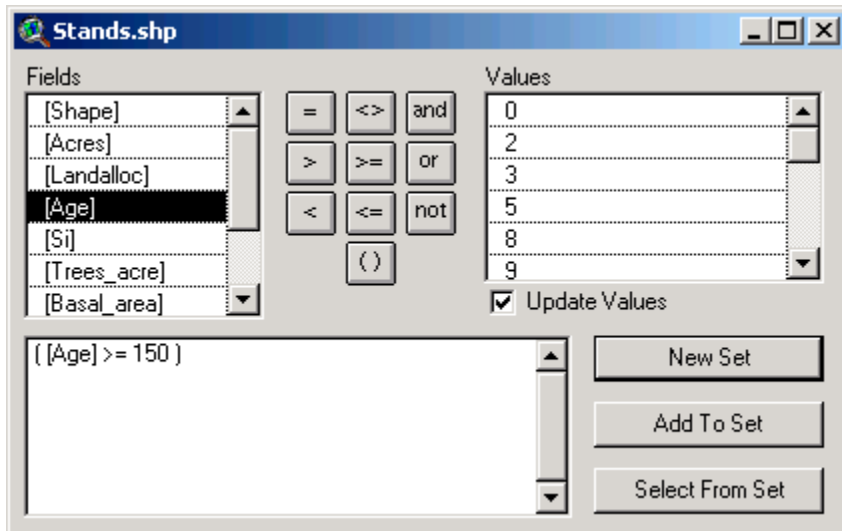 Stands.shp
Fields
[Shape]
[Acres]
[Landalloc]
[Age]
[Si]
[Trees_acre]
[Basal_area]
= <> and
> >= or
< <= not
( )
Values
0
2
3
5
8
9
Update Values
( [Age] >= 150 )
New Set
Add To Set
Select From Set